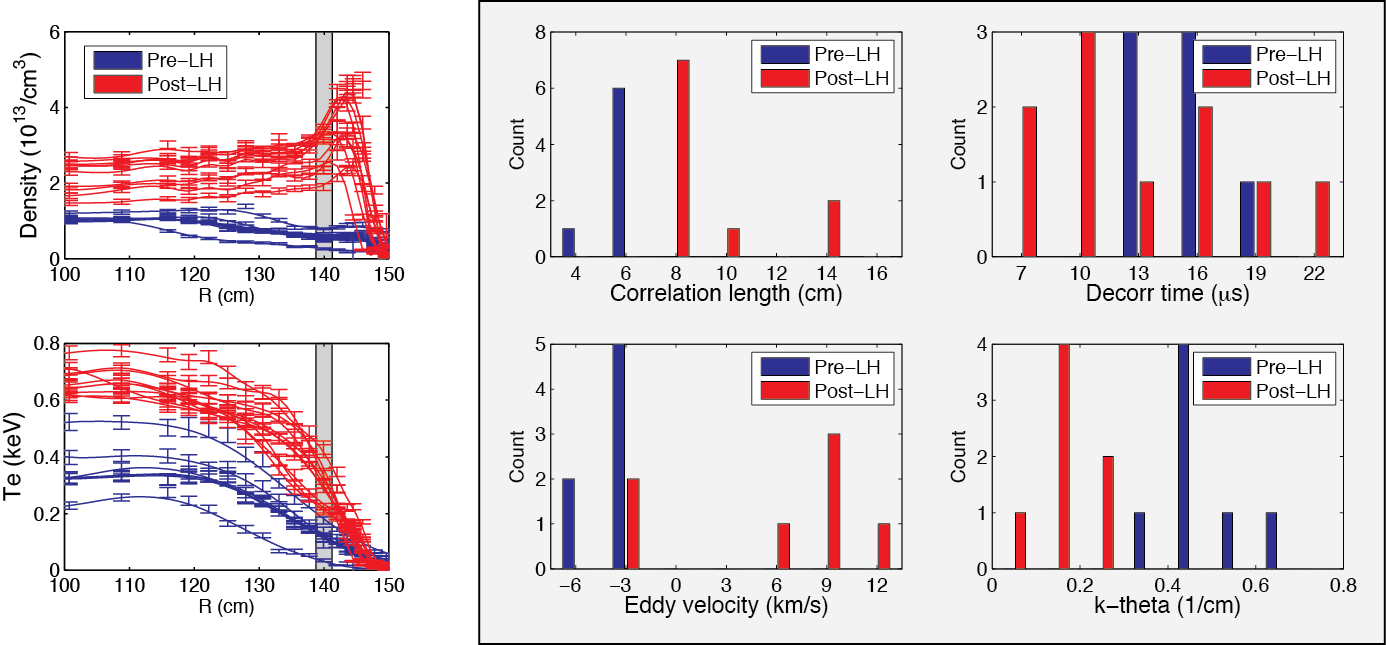 Density (10¹³/cm³)
6
4
2
0
Pre−LH
Post−LH
100 110 120 130 140 150
R (cm)
Count
8
6
4
2
0
Pre−LH
Post−LH
4 6 8 10 12 14 16
Correlation length (cm)
Count
3
2
1
0
Pre−LH
Post−LH
7 10 13 16 19 22
Decorr time (μs)
Te (keV)
0.8
0.6
0.4
0.2
0
100 110 120 130 140 150
R (cm)
Count
5
4
3
2
1
0
Pre−LH
Post−LH
−6 −3 0 3 6 9 12
Eddy velocity (km/s)
Count
4
3
2
1
0
Pre−LH
Post−LH
0 0.2 0.4 0.6 0.8
k−theta (1/cm)